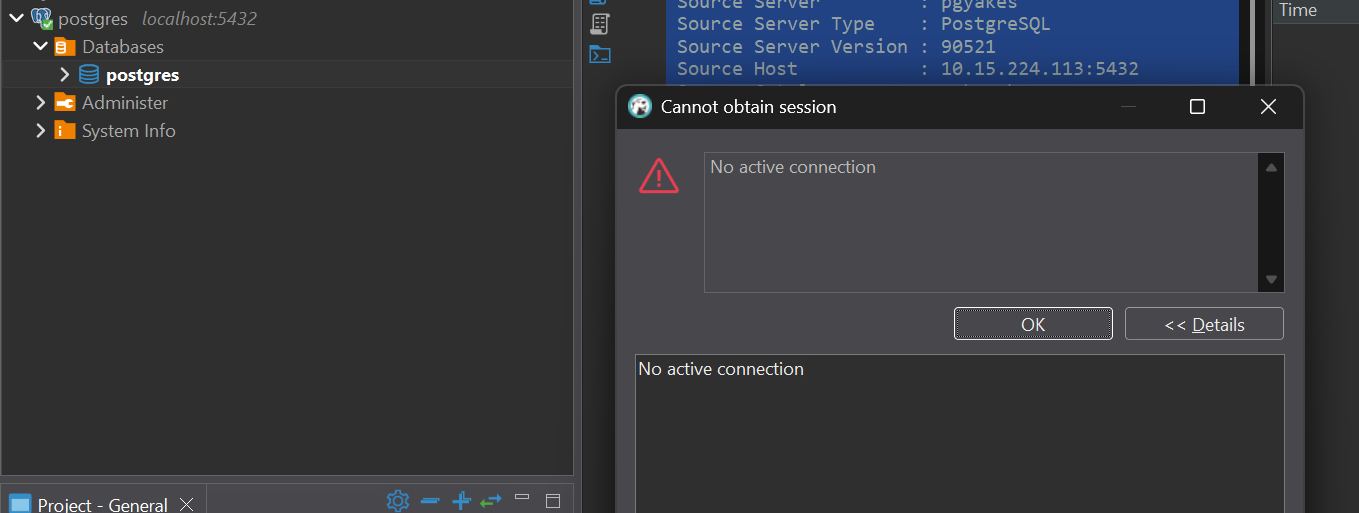 postgres localhost:5432
Databases
postgres
Administer
System Info
Project - General
Source Server : pgyakes
Source Server Type : PostgreSQL
Source Server Version : 90521
Source Host : 10.15.224.113:5432
Time
Cannot obtain session
No active connection
OK
<< Details
No active connection